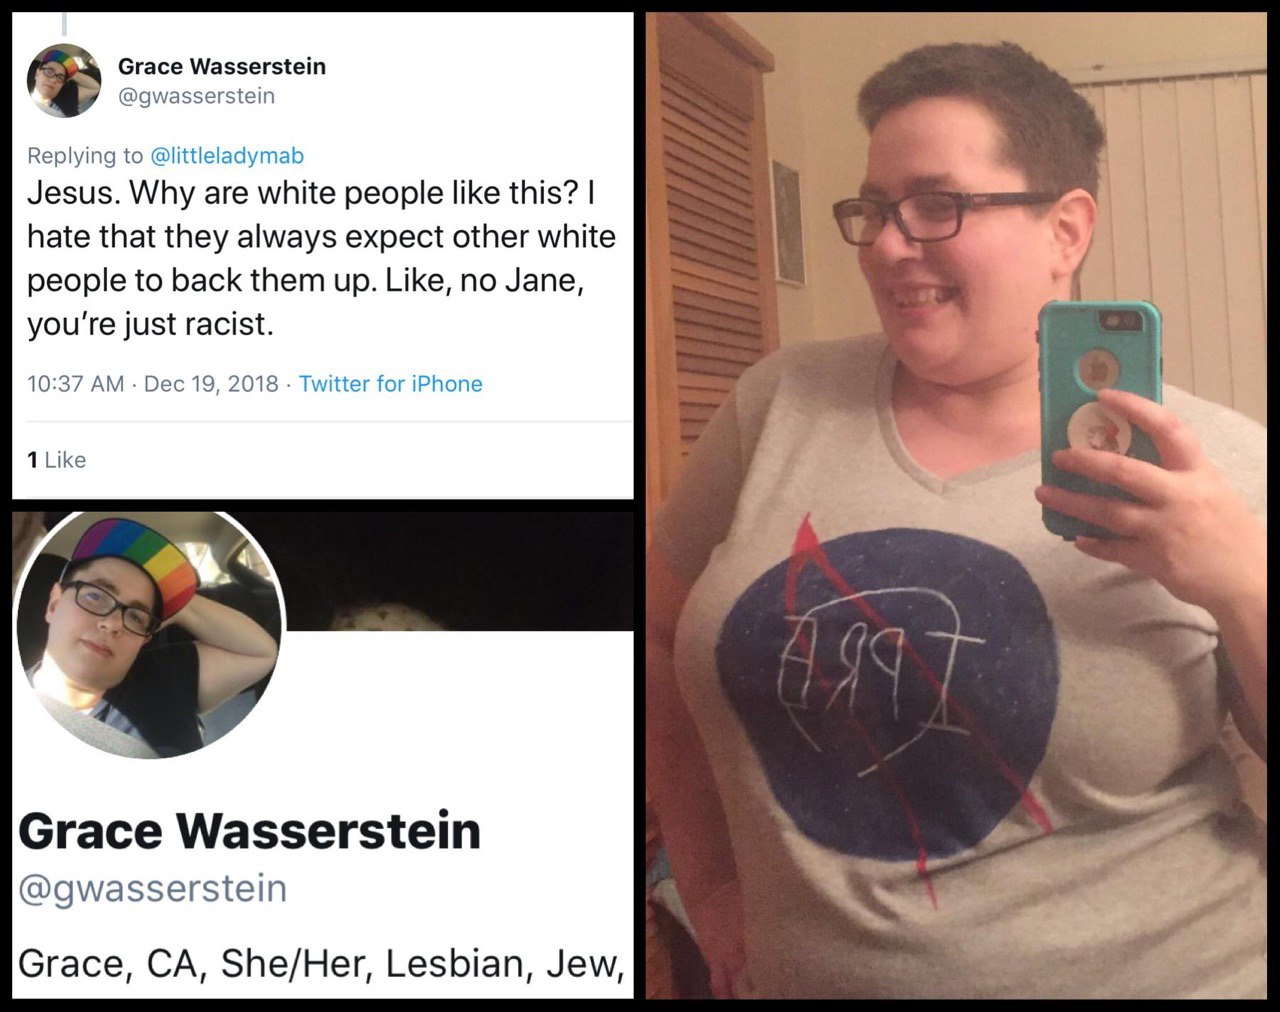 Grace Wasserstein
@gwasserstein
Replying to @littleladymab
Jesus. Why are white people like this? I
hate that they always expect other white
people to back them up. Like, no Jane,
you're just racist.
10:37 AM · Dec 19, 2018 · Twitter for iPhone
1 Like
Grace Wasserstein
@gwasserstein
Grace, CA, She/Her, Lesbian, Jew,